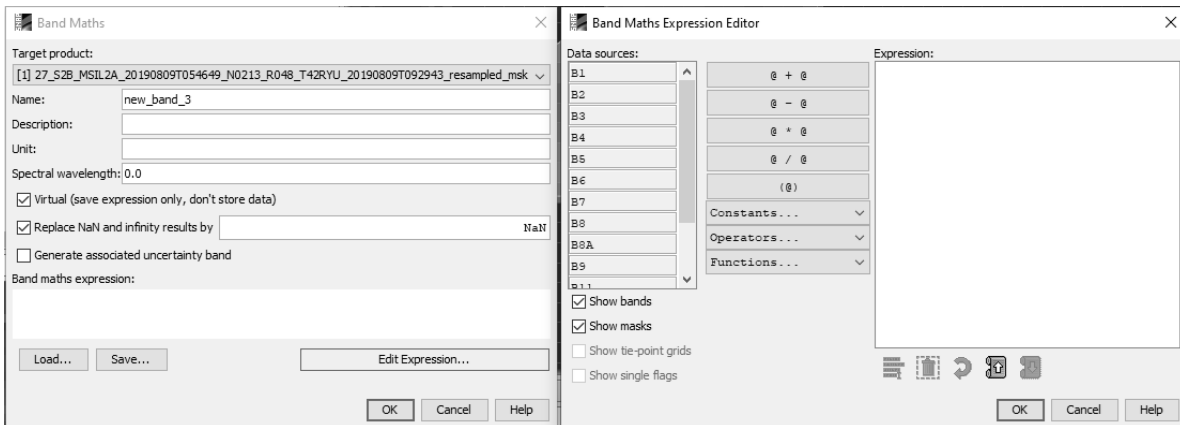 Band Maths
Target product:
[1] 27_S2B_MSIL2A_20190809T054649_N0213_R048_T42RYU_20190809T092943_resampled_msk
Name: new_band_3
Description:
Unit:
Spectral wavelength: 0.0
Virtual (save expression only, don't store data)
Replace NaN and infinity results by NaN
Generate associated uncertainty band
Band maths expression:
Load... Save... Edit Expression...
OK Cancel Help
Band Maths Expression Editor
Data sources:
B1
B2
B3
B4
B5
B6
B7
B8
B8A
B9
B11
Show bands
Show masks
Show tie-point grids
Show single flags
@ + @
@ - @
@ * @
@ / @
(@)
Constants...
Operators...
Functions...
Expression:
OK Cancel Help